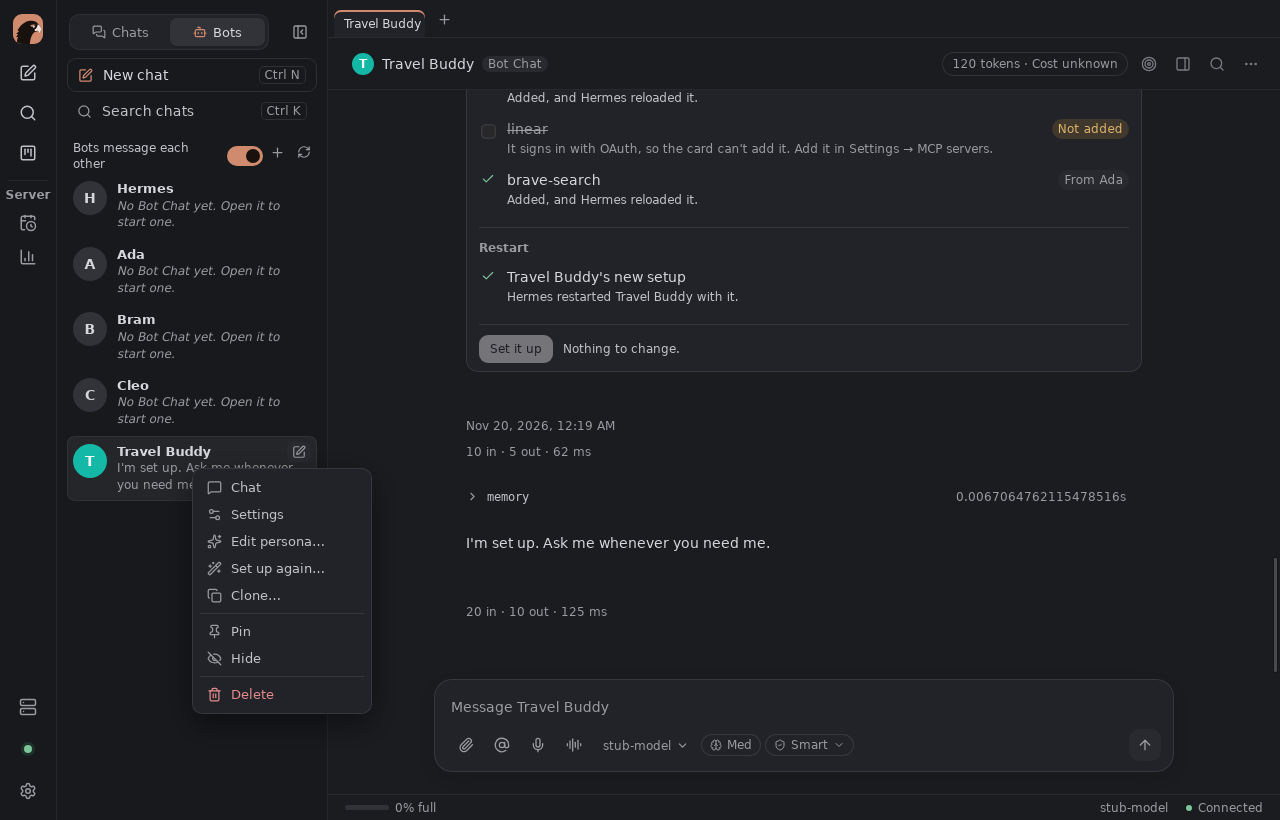 Chats
Bots
Travel Buddy
New chat
Ctrl N
Search chats
Ctrl K
Bots message each
other
Server
H
Hermes
No Bot Chat yet. Open it to
start one.
A
Ada
No Bot Chat yet. Open it to
start one.
B
Bram
No Bot Chat yet. Open it to
start one.
C
Cleo
No Bot Chat yet. Open it to
start one.
T
Travel Buddy
I'm set up. Ask me whenever
you need me
Chat
Settings
Edit persona...
Set up again...
Clone...
Pin
Hide
Delete
T
Travel Buddy
Bot Chat
120 tokens · Cost unknown
Added, and Hermes reloaded it.
linear
Not added
It signs in with OAuth, so the card can't add it. Add it in Settings → MCP servers.
brave-search
From Ada
Added, and Hermes reloaded it.
Restart
Travel Buddy's new setup
Hermes restarted Travel Buddy with it.
Set it up
Nothing to change.
Nov 20, 2026, 12:19 AM
10 in · 5 out · 62 ms
memory
0.0067064762115478516s
I'm set up. Ask me whenever you need me.
20 in · 10 out · 125 ms
Message Travel Buddy
stub-model
Med
Smart
0% full
stub-model
Connected